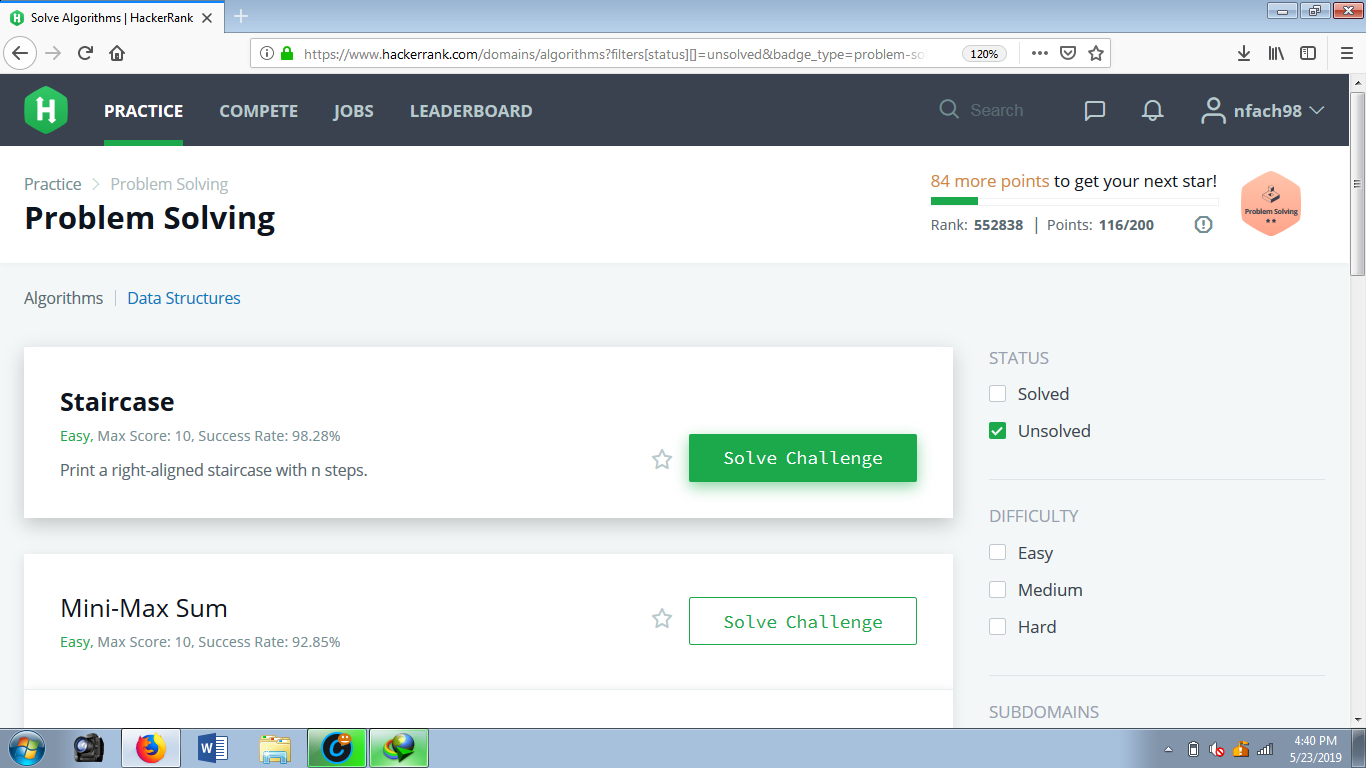 Solve Algorithms | HackerRank
https://www.hackerrank.com/domains/algorithms?filters[status][]=unsolved&badge_type=problem-so
120%
PRACTICE COMPETE JOBS LEADERBOARD Search nfach98
Practice Problem Solving
Problem Solving
84 more points to get your next star!
Rank: 552838 | Points: 116/200
Problem Solving
Algorithms Data Structures
Staircase
Easy, Max Score: 10, Success Rate: 98.28%
Print a right-aligned staircase with n steps.
Solve Challenge
Mini-Max Sum
Easy, Max Score: 10, Success Rate: 92.85%
Solve Challenge
STATUS
Solved
Unsolved
DIFFICULTY
Easy
Medium
Hard
SUBDOMAINS
4:40 PM
5/23/2019